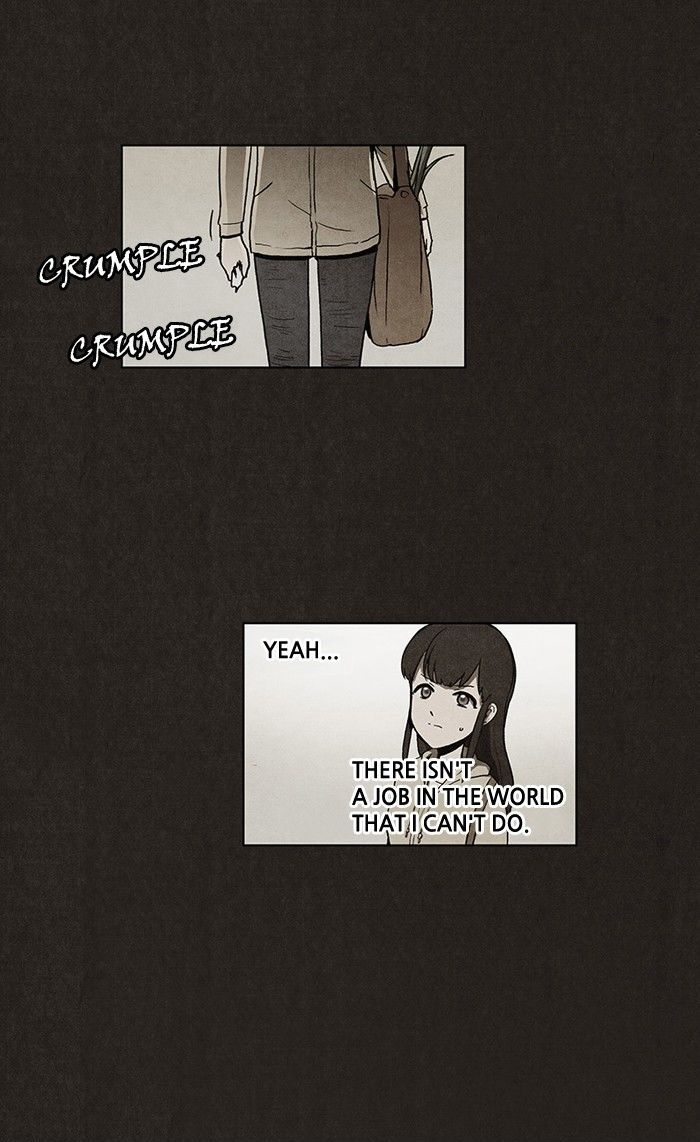 CRUMPLE
CRUMPLE
YEAH...
THERE ISN'T
A JOB IN THE WORLD
THAT I CAN'T DO.